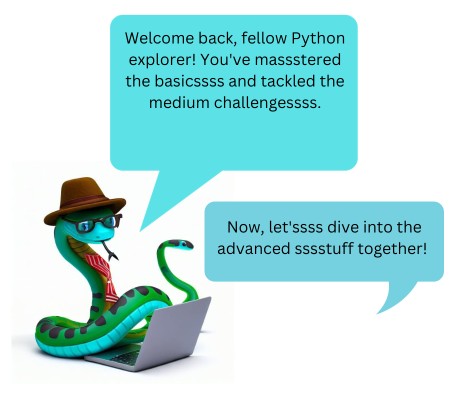 Welcome back, fellow Python
explorer! You've massstered
the basicssss and tackled the
medium challengessss.
Now, let'ssss dive into the
advanced sssstuff together!